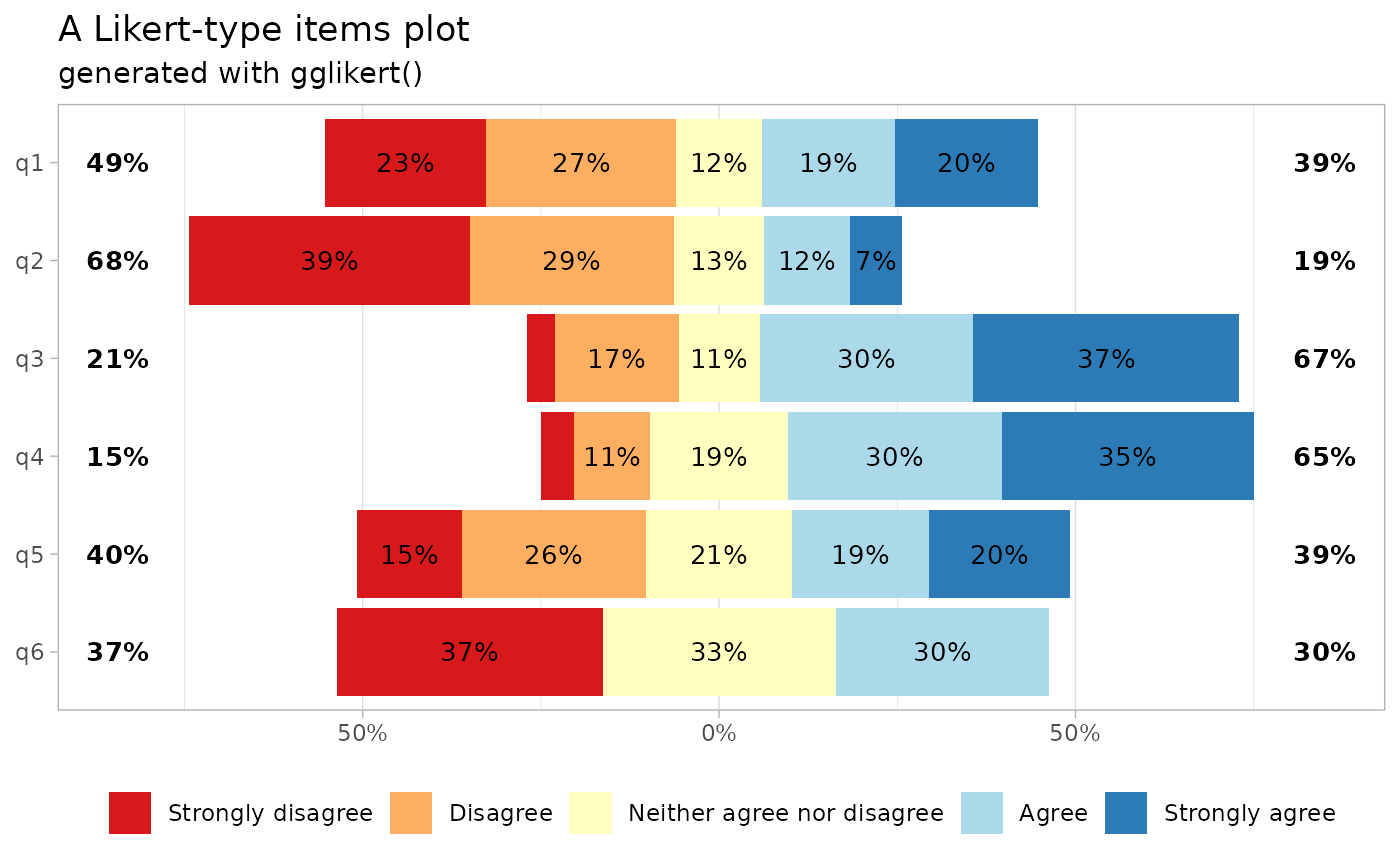 A Likert-type items plot
generated with gglikert()
q1 49% 23% 27% 12% 19% 20% 39%
q2 68% 39% 29% 13% 12% 7% 19%
q3 21% 17% 11% 30% 37% 67%
q4 15% 11% 19% 30% 35% 65%
q5 40% 15% 26% 21% 19% 20% 39%
q6 37% 37% 33% 30% 30%
50% 0% 50%
Strongly disagree Disagree Neither agree nor disagree Agree Strongly agree